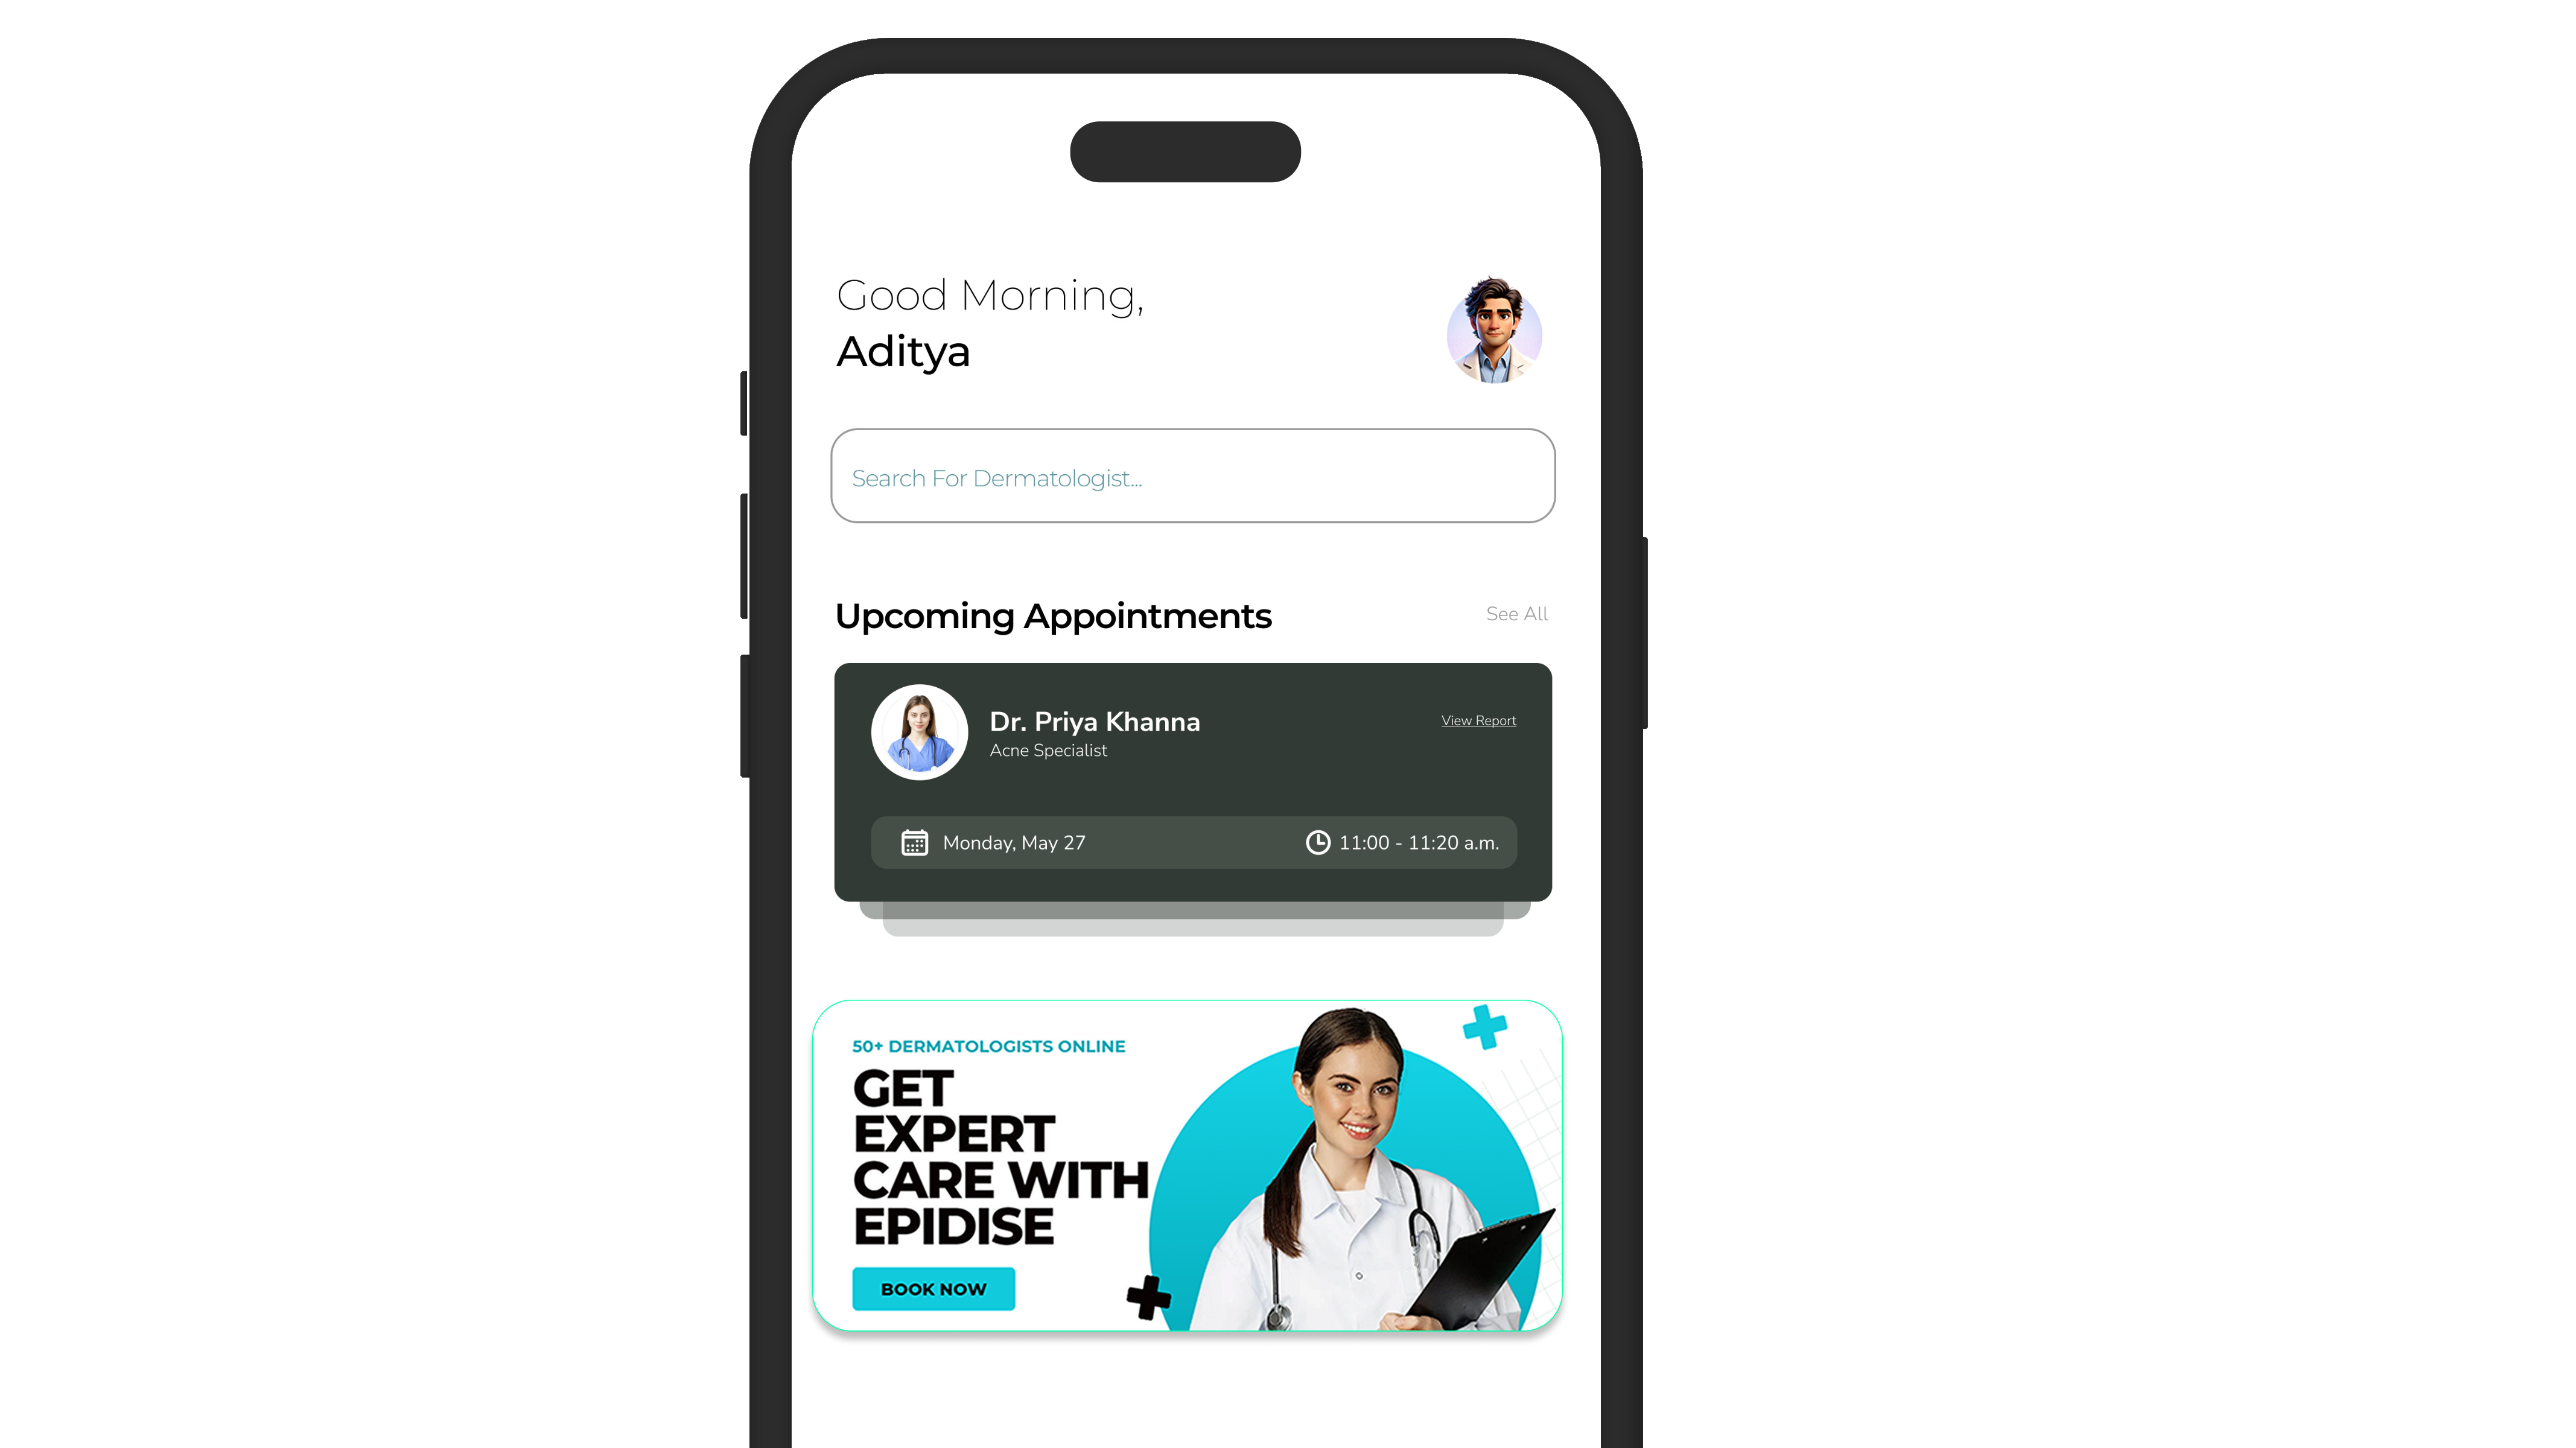 Good Morning,
Aditya
Search For Dermatologist...
Upcoming Appointments
See All
Dr. Priya Khanna
View Report
Acne Specialist
Monday, May 27
11:00 - 11:20 a.m.
50+ DERMATOLOGISTS ONLINE
GET
EXPERT
CARE WITH
EPIDISE
BOOK NOW